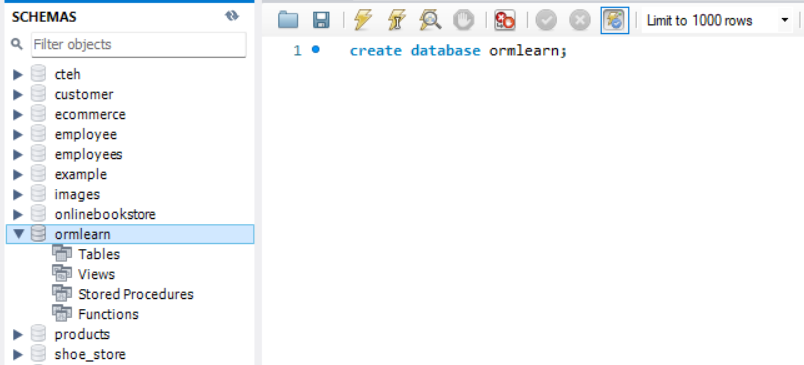 SCHEMAS
Filter objects
cteh
customer
ecommerce
employee
employees
example
images
onlinebookstore
ormlearn
Tables
Views
Stored Procedures
Functions
products
shoe_store
Limit to 1000 rows
1 create database ormlearn;